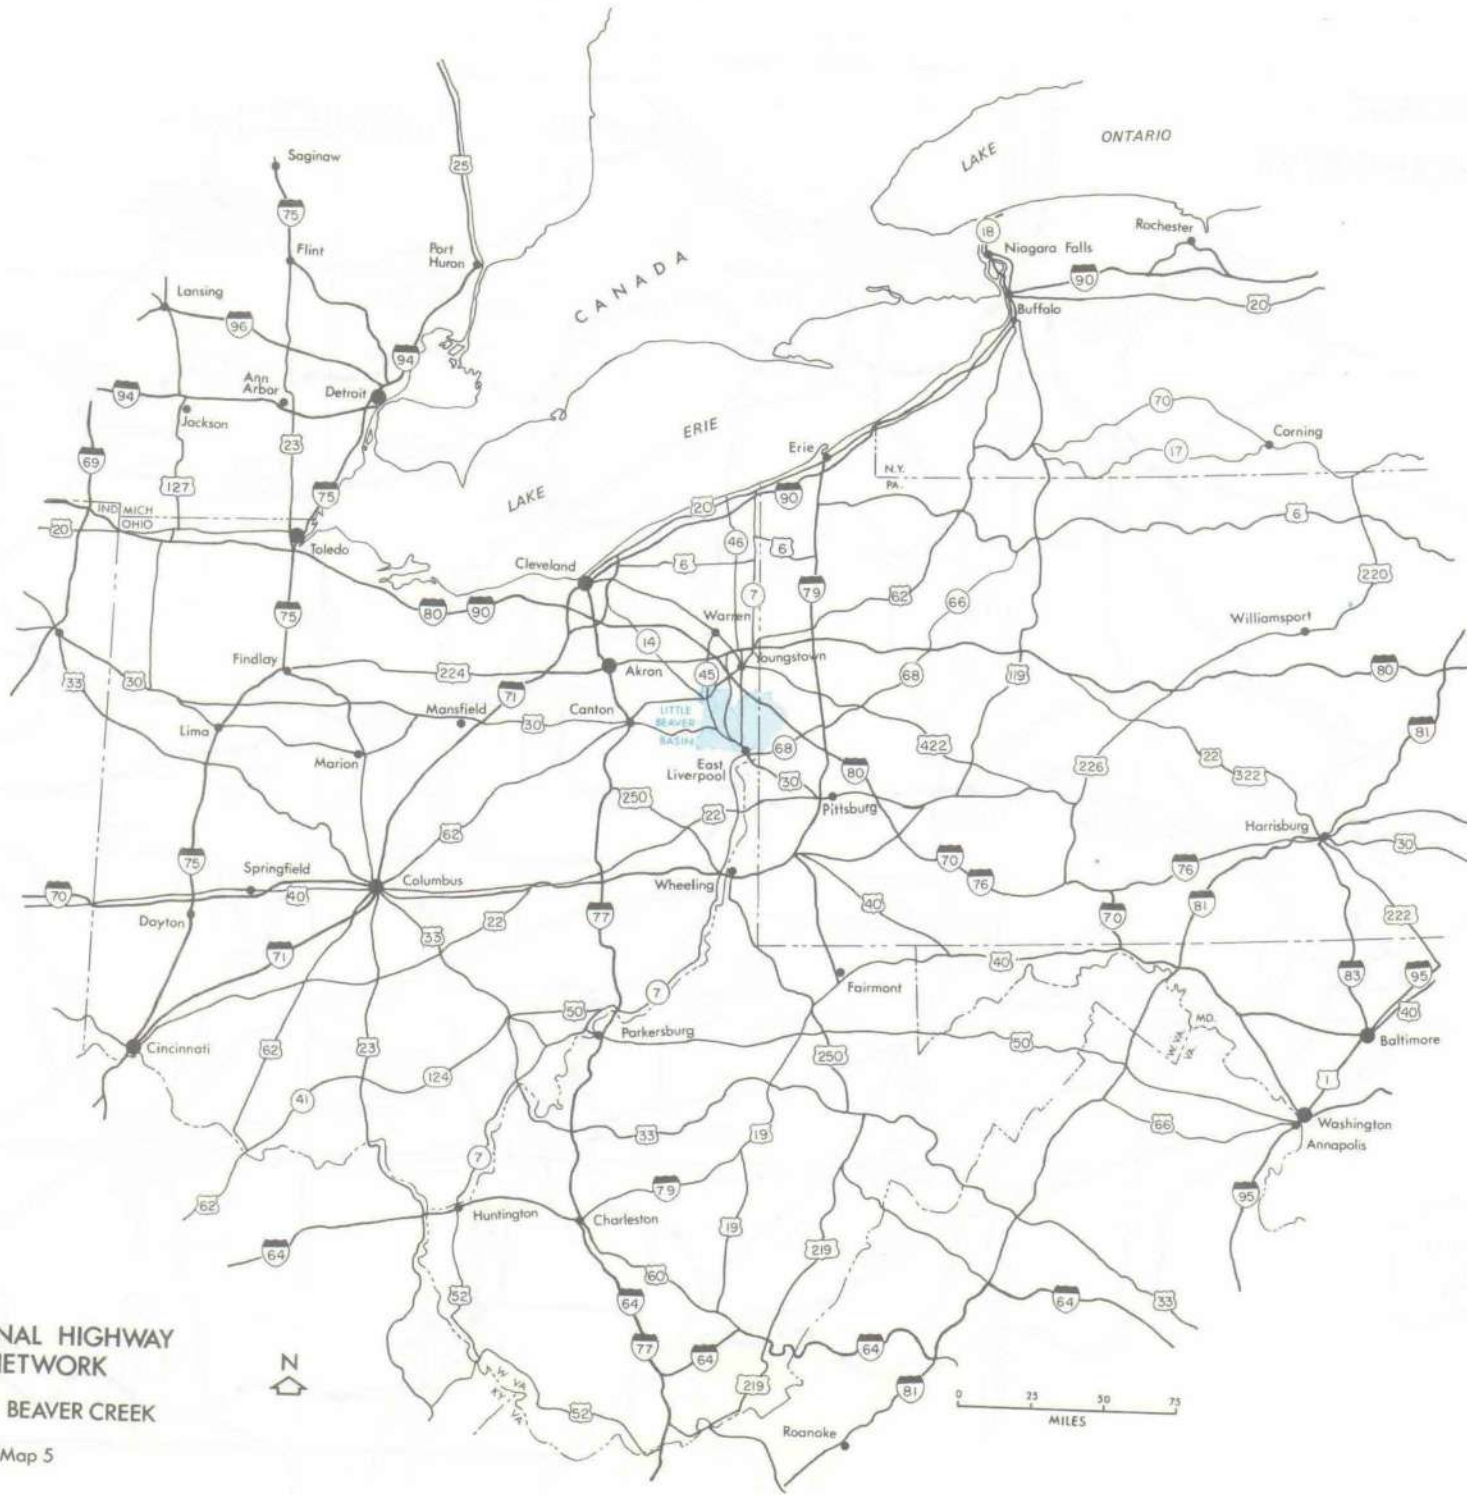 LAKE
ONTARIO
Saginaw
25
75
18
Rochester
Niagara Falls
Flint
Port
Huron
CANADA
90
20
Buffalo
Lansing
96
94
94
Ann
Arbor
Detroit
Jackson
70
ERIE
Erie
Corning
17
23
69
N.Y.
PA.
127
75
LAKE
20
90
6
IND
MICH
OHIO
20
Toledo
46
6
Cleveland
6
220
80
90
7
79
62
66
75
Warren
Williamsport
14
Youngstown
Findlay
224
Akron
45
68
119
80
33
30
71
Mansfield
30
Canton
LITTLE
BEAVER
BASIN
Lima
Marion
68
422
81
East
Liverpool
80
226
22
322
30
250
22
Pittsburg
62
Harrisburg
30
75
70
76
76
Springfield
Columbus
Wheeling
70
40
40
81
Dayton
77
70
222
22
33
71
40
83
95
Fairmont
7
50
40
Parkersburg
MD.
W. VA
VA
Baltimore
Cincinnati
62
23
50
250
124
1
41
Washington
66
Annapolis
33
19
7
79
95
62
Huntington
Charleston
19
64
219
60
52
64
64
33
NAL HIGHWAY
ETWORK
77
64
64
N
W VA
KY
VA
219
81
BEAVER CREEK
52
0 25 50 75
MILES
Roanoke
Map 5